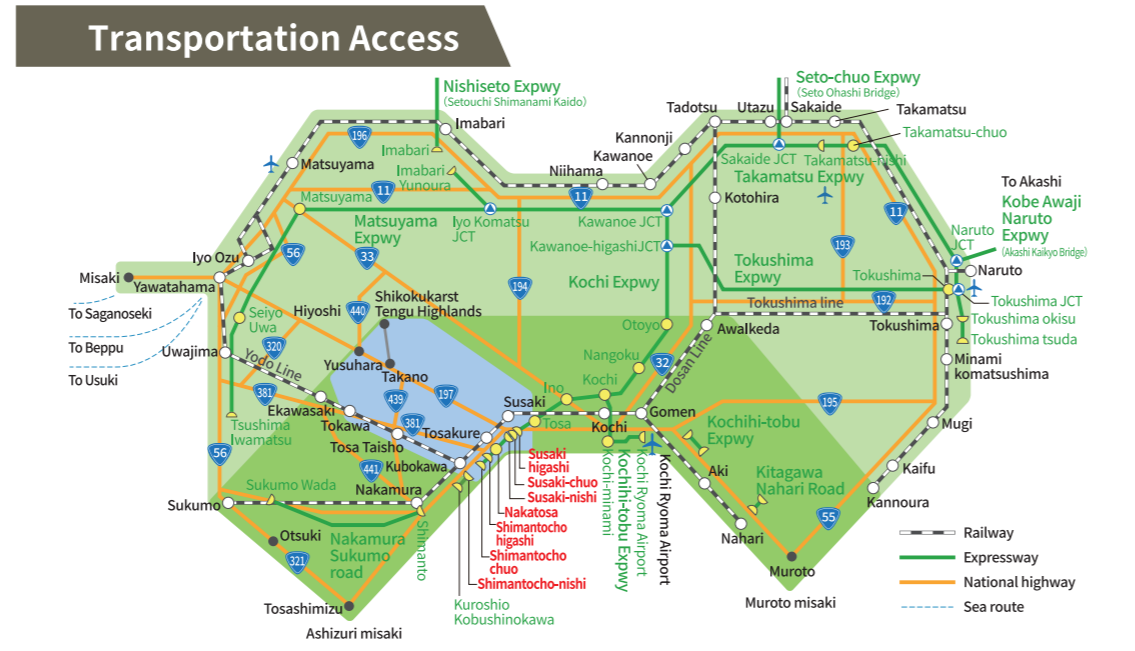 Transportation Access
Nishiseto Expwy
(Setouchi Shimanami Kaido)
Seto-chuo Expwy
(Seto Ohashi Bridge)
Tadotsu
Utazu
Sakaide
Takamatsu
Imabari
196
Kannonji
Takamatsu-chuo
Imabari
Kawanoe
Sakaide JCT
Takamatsu-nishi
Matsuyama
Imabari
Yunoura
Niihama
Takamatsu Expwy
To Akashi
Matsuyama
11
11
Kotohira
Kobe Awaji
Naruto
Expwy
(Akashi Kaikyo Bridge)
11
Matsuyama
Expwy
Iyo Komatsu
JCT
Kawanoe JCT
Naruto
JCT
56
33
Kawanoe-higashiJCT
193
Iyo Ozu
Tokushima
Expwy
Naruto
Misaki
Yawatahama
Kochi Expwy
Tokushima
194
Tokushima line
192
Tokushima JCT
To Saganoseki
Seiyo
Uwa
Hiyoshi
440
Shikokukarst
Tengu Highlands
Otoyo
Awalkeda
Tokushima
Tokushima okisu
Tokushima tsuda
To Beppu
Uwajima
320
Yodo Line
Yusuhara
Takano
Nangoku
32
Dosan Line
Minami
komatsushima
To Usuki
381
439
197
Kochi
Ino
195
Ekawasaki
Susaki
Tokawa
381
Tosa
Kochi
Gomen
Tsushima
Iwamatsu
Tosakure
Kochihi-tobu
Expwy
Mugi
56
Tosa Taisho
441
Kubokawa
Susaki
higashi
Susaki-chuo
Susaki-nishi
Nakatosa
Shimantocho
higashi
Shimantocho
chuo
Shimantocho-nishi
Kochi-minami
Kochihi-tobu Expwy
Kochi Ryoma Airport
Kochi Ryoma Airport
Aki
Kitagawa
Nahari Road
Kaifu
Sukumo Wada
Nakamura
Kannoura
Sukumo
55
Otsuki
Nakamura
Sukumo
road
Shimanto
Nahari
321
Muroto
Kuroshio
Kobushinokawa
Tosashimizu
Muroto misaki
Ashizuri misaki
Railway
Expressway
National highway
Sea route